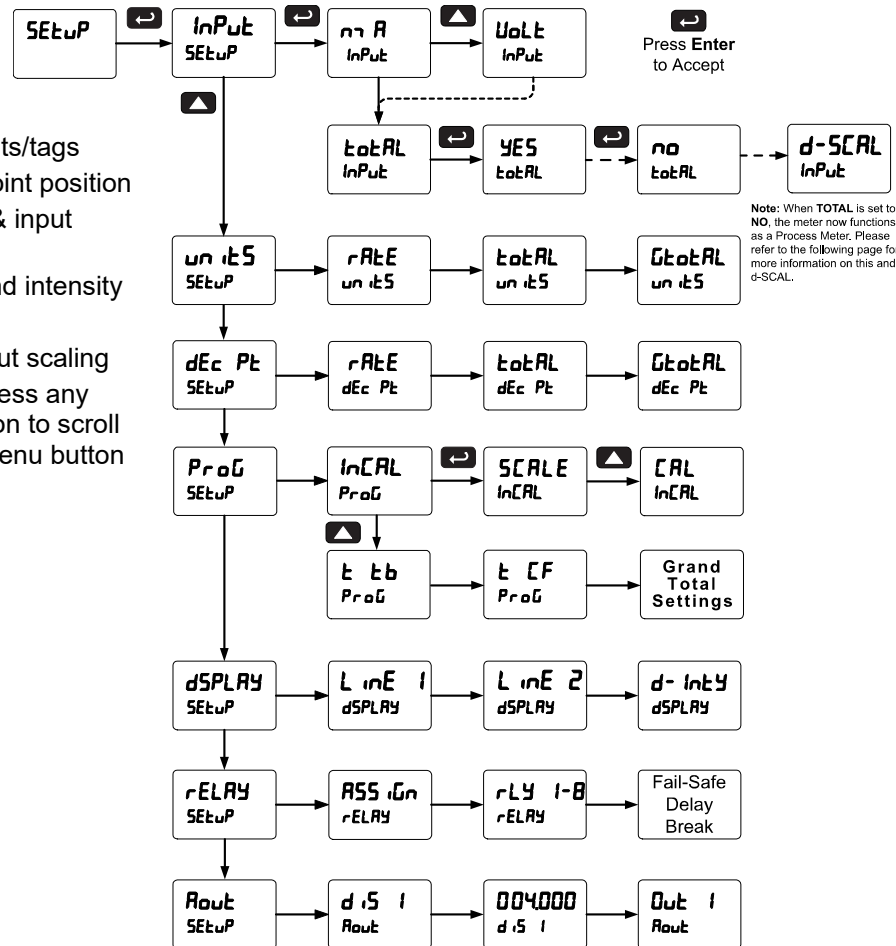 SEtuP
InPut
SEtuP
mA
InPut
VoLt
InPut
Press Enter
to Accept
totAL
InPut
YES
totAL
no
totAL
d-SCAL
InPut
Note: When TOTAL is set to
NO, the meter now functions
as a Process Meter. Please
refer to the following page for
more information on this and
d-SCAL.
ts/tags
oint position
& input
nd intensity
ut scaling
ess any
on to scroll
enu button
unitS
SEtuP
rAtE
unitS
totAL
unitS
GtotAL
unitS
dEc Pt
SEtuP
rAtE
dEc Pt
totAL
dEc Pt
GtotAL
dEc Pt
ProG
SEtuP
InCAL
ProG
SCALE
InCAL
CAL
InCAL
t tb
ProG
t CF
ProG
Grand
Total
Settings
dSPLAY
SEtuP
LinE 1
dSPLAY
LinE 2
dSPLAY
d-IntY
dSPLAY
rELAY
SEtuP
ASSiGn
rELAY
rLY 1-8
rELAY
Fail-Safe
Delay
Break
Aout
SEtuP
diS 1
Aout
004.000
diS 1
Out 1
Aout